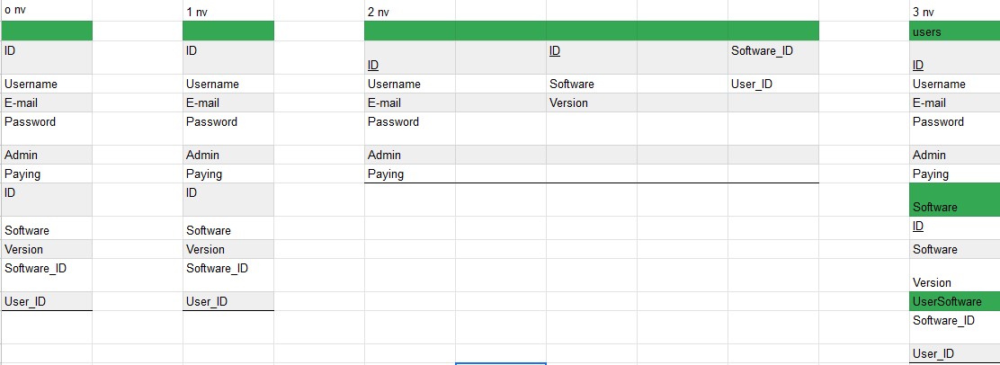 o nv 1 nv 2 nv 3 nv
users
ID ID ID ID Software_ID ID
Username Username Username Software User_ID Username
E-mail E-mail E-mail Version E-mail
Password Password Password Password
Admin Admin Admin Admin
Paying Paying Paying Paying
ID ID Software
Software Software ID
Version Version Software
Software_ID Software_ID Version
User_ID User_ID UserSoftware
Software_ID
User_ID